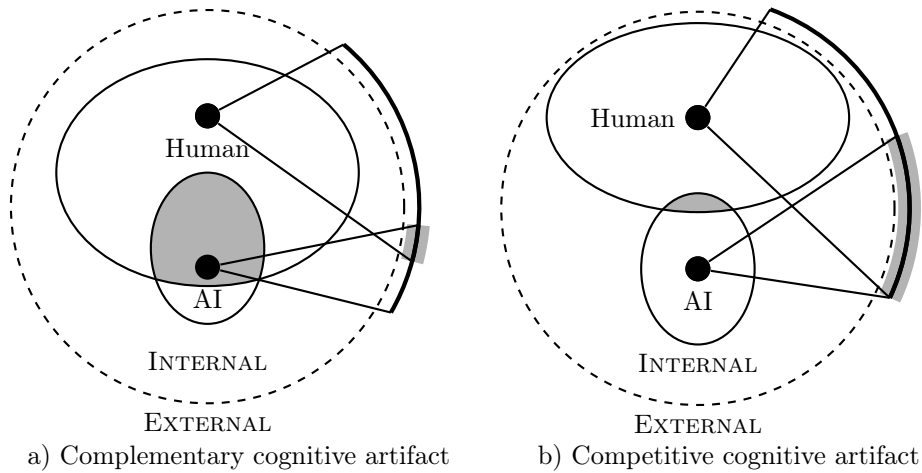 Human
AI
INTERNAL
EXTERNAL
a) Complementary cognitive artifact
Human
AI
INTERNAL
EXTERNAL
b) Competitive cognitive artifact